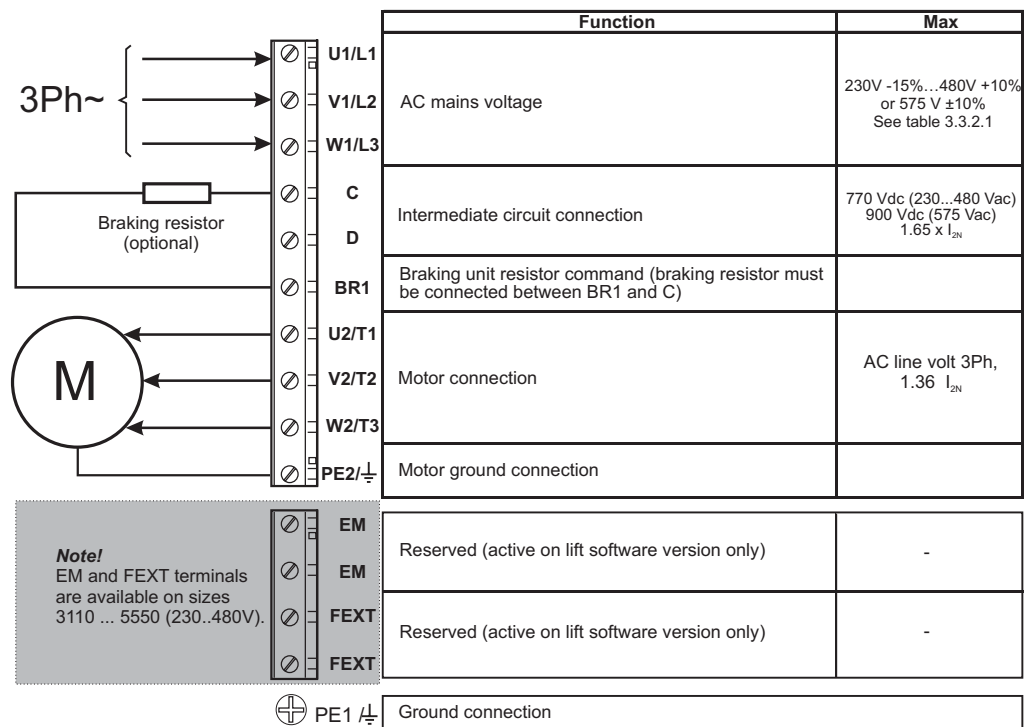 Function Max
3Ph~
U1/L1
V1/L2
W1/L3
AC mains voltage
230V -15%...480V +10%
or 575 V ±10%
See table 3.3.2.1
Braking resistor
(optional)
C
D
Intermediate circuit connection
770 Vdc (230...480 Vac)
900 Vdc (575 Vac)
1.65 x I2N
BR1
Braking unit resistor command (braking resistor must
be connected between BR1 and C)
M
U2/T1
V2/T2
W2/T3
Motor connection
AC line volt 3Ph,
1.36 I2N
PE2/⏚
Motor ground connection
Note!
EM and FEXT terminals
are available on sizes
3110 ... 5550 (230..480V).
EM
EM
Reserved (active on lift software version only) -
FEXT
FEXT
Reserved (active on lift software version only) -
PE1 /⏚ Ground connection